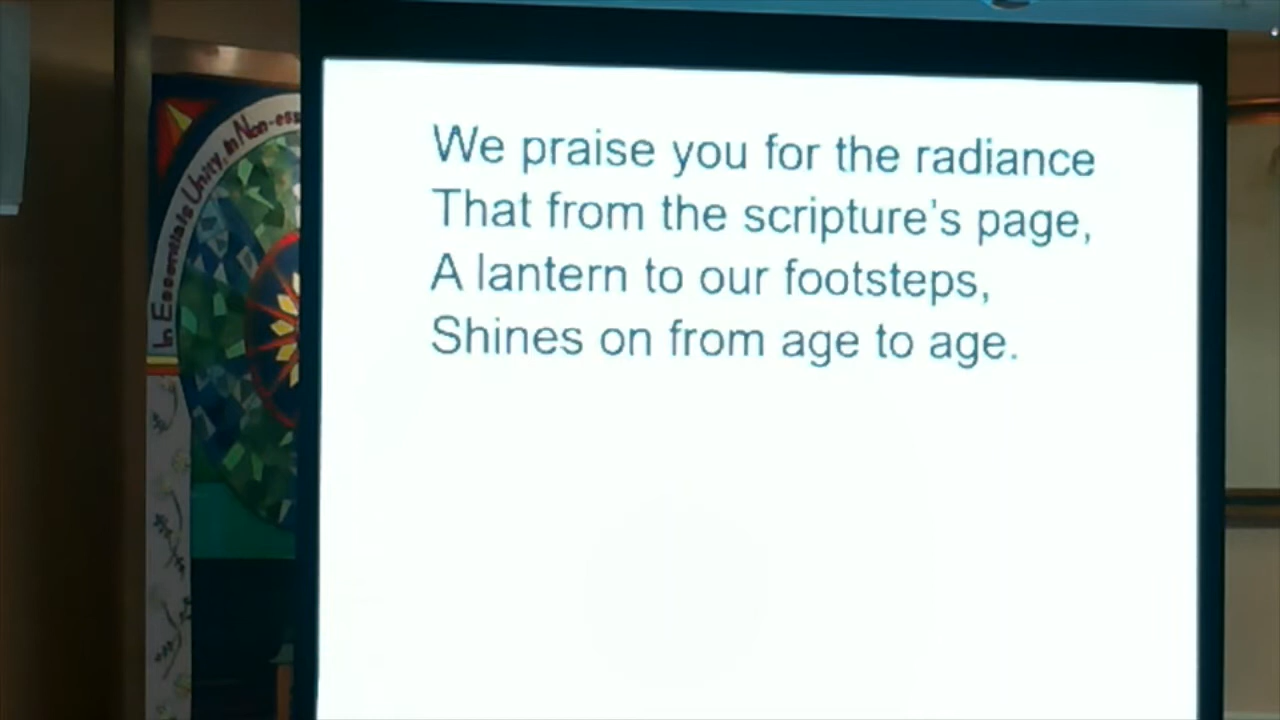 We praise you for the radiance
That from the scripture's page,
A lantern to our footsteps,
Shines on from age to age.
In Essentials Unity, In Non-ess